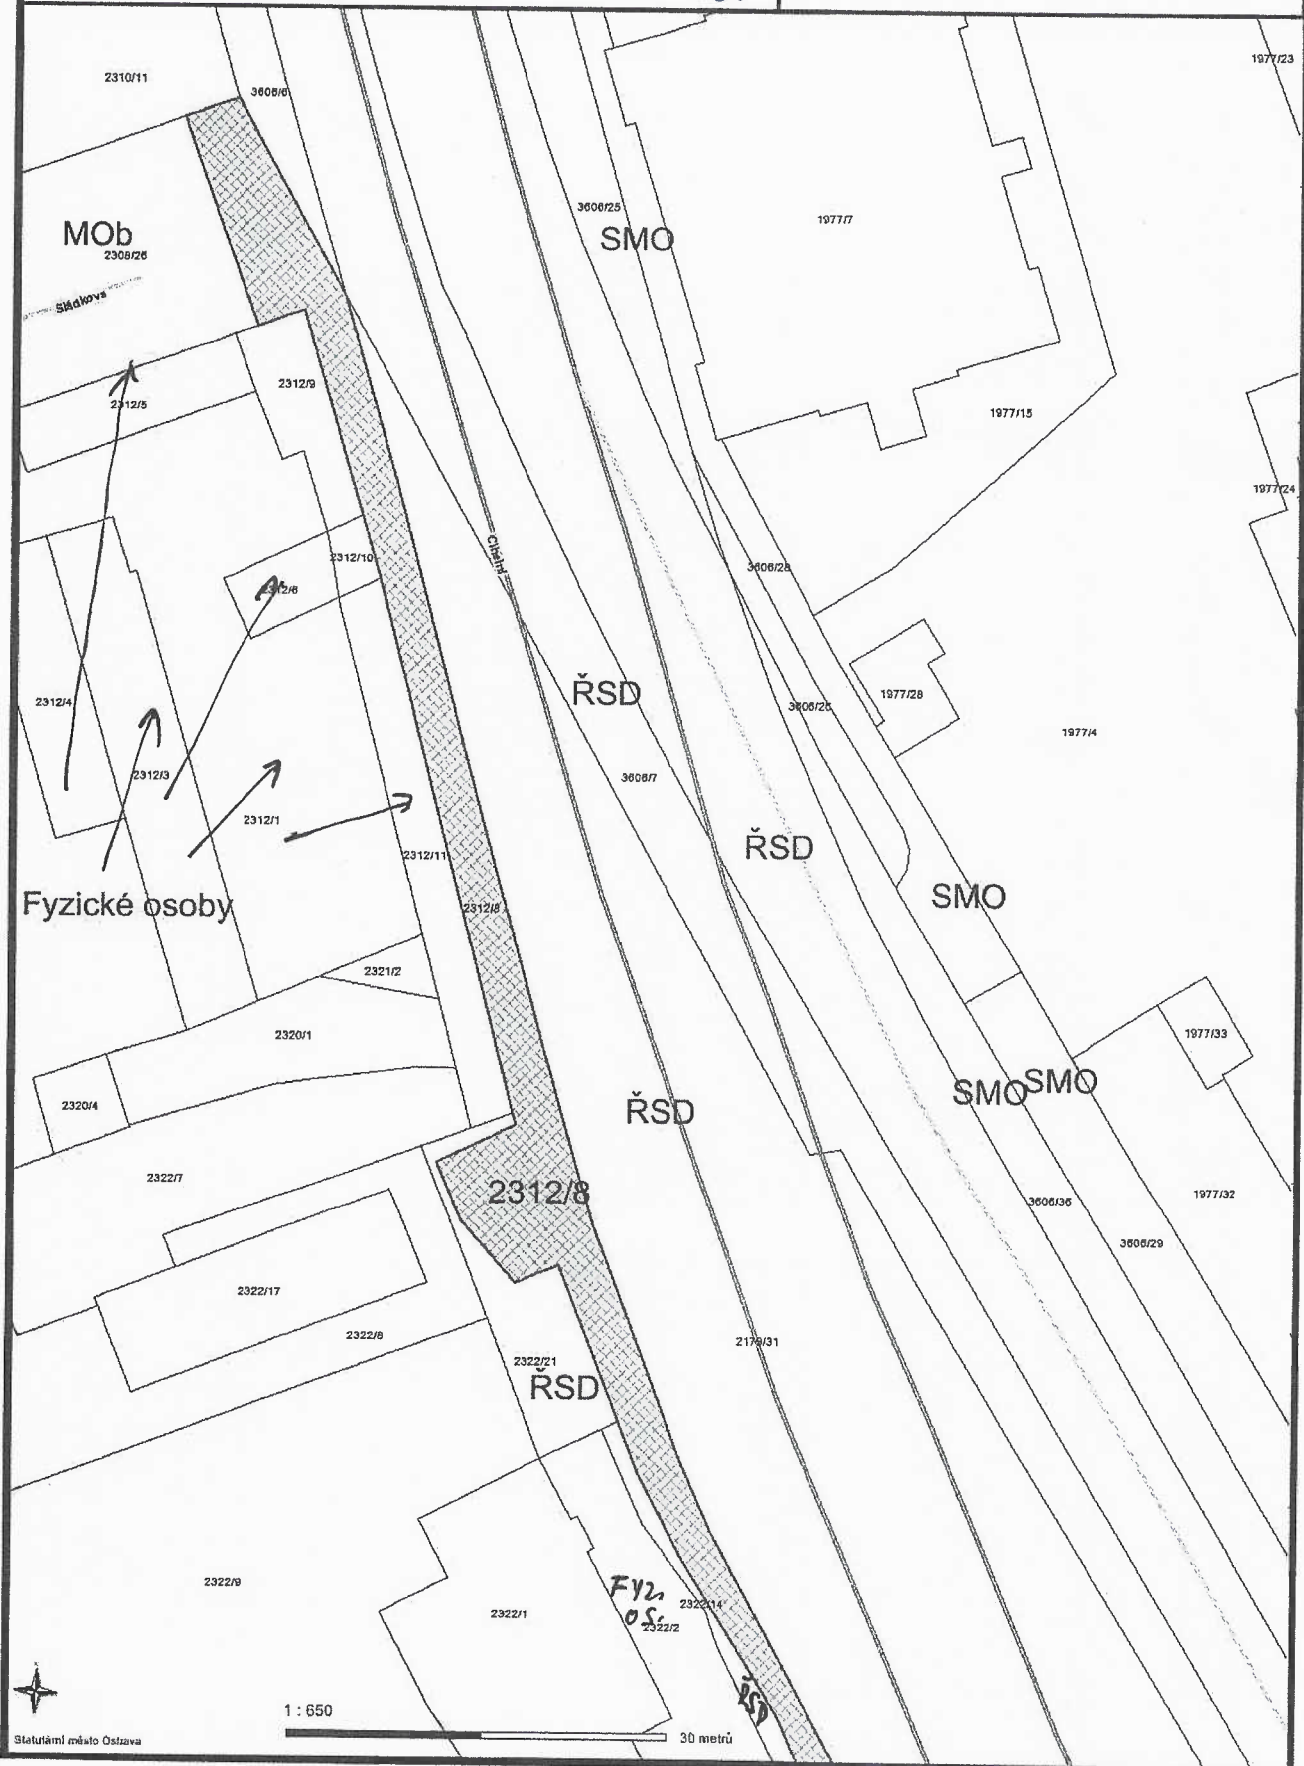 2310/11
3606/6
1977/23
3606/25
SMO
1977/7
MOb
2308/26
Sládkova
2312/9
2312/5
1977/15
1977/24
2312/10
2312/6
Cihelní
3606/28
ŘSD
2312/4
1977/28
3606/26
1977/4
2312/3
3606/7
2312/1
ŘSD
2312/11
SMO
Fyzické osoby
2312/8
2321/2
2320/1
1977/33
SMO
SMO
2320/4
ŘSD
2322/7
2312/8
3606/36
1977/32
3606/29
2322/17
2322/8
2179/31
2322/21
ŘSD
2322/9
Fyz.
os.
2322/14
2322/1
2322/2
ŘSD
1 : 650
30 metrů
Statutární město Ostrava